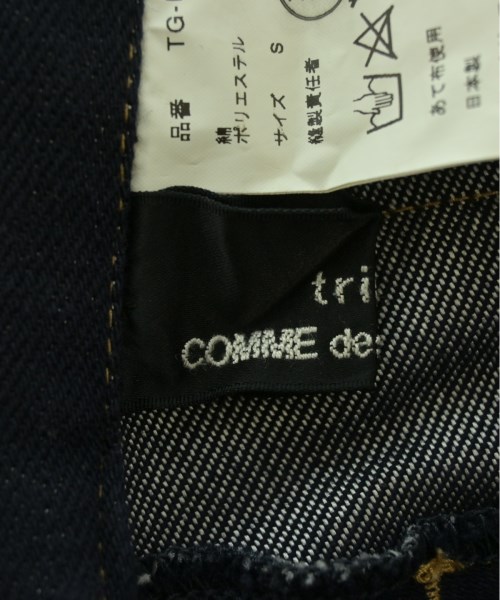 品番 TG-
綿
ポリエステル
サイズ S
縫製責任者
あて布使用
日本製
tri
COMME de